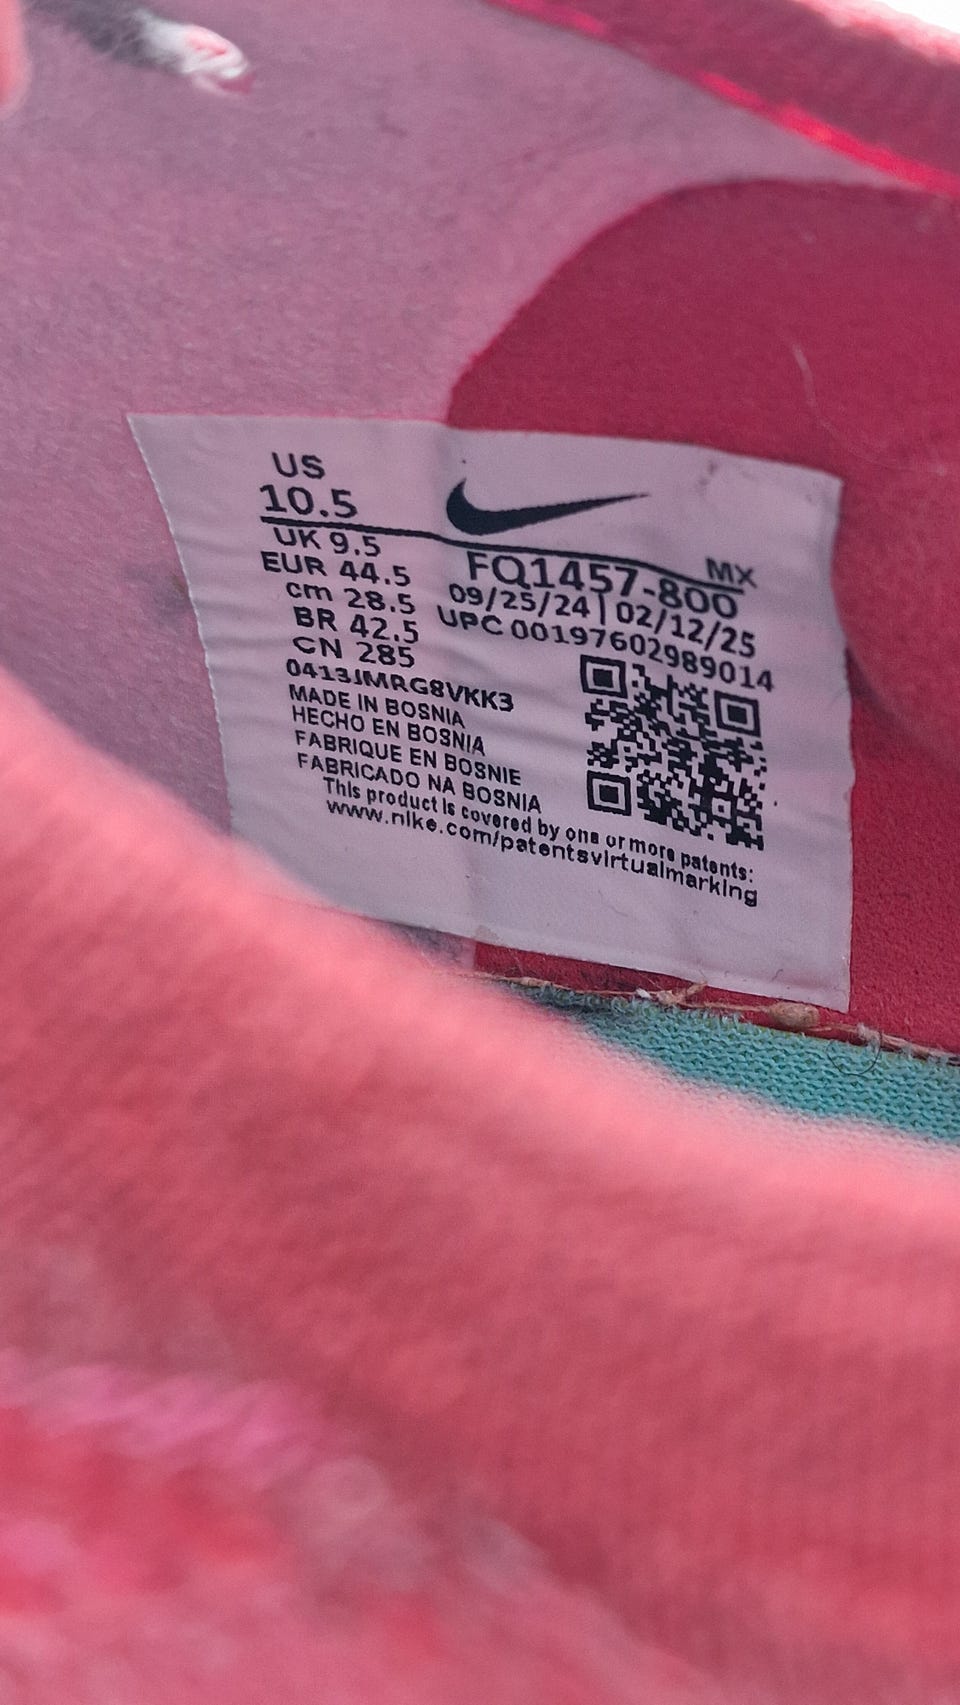 US
10.5
UK 9.5
EUR 44.5
cm 28.5
BR 42.5
CN 285
0413JMRG8VKK3
MADE IN BOSNIA
HECHO EN BOSNIA
FABRIQUE EN BOSNIE
FABRICADO NA BOSNIA
This product is covered by one or more patents:
www.nike.com/patentsvirtualmarking
MX
FQ1457-800
09/25/24 | 02/12/25
UPC 00197602989014